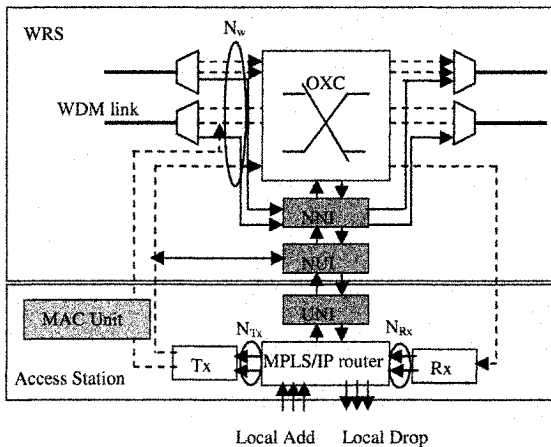 WRS
N_w
OXC
WDM link
NNI
NUI
UNI
MAC Unit
N_Tx
N_Rx
Tx
MPLS/IP router
Rx
Access Station
Local Add
Local Drop